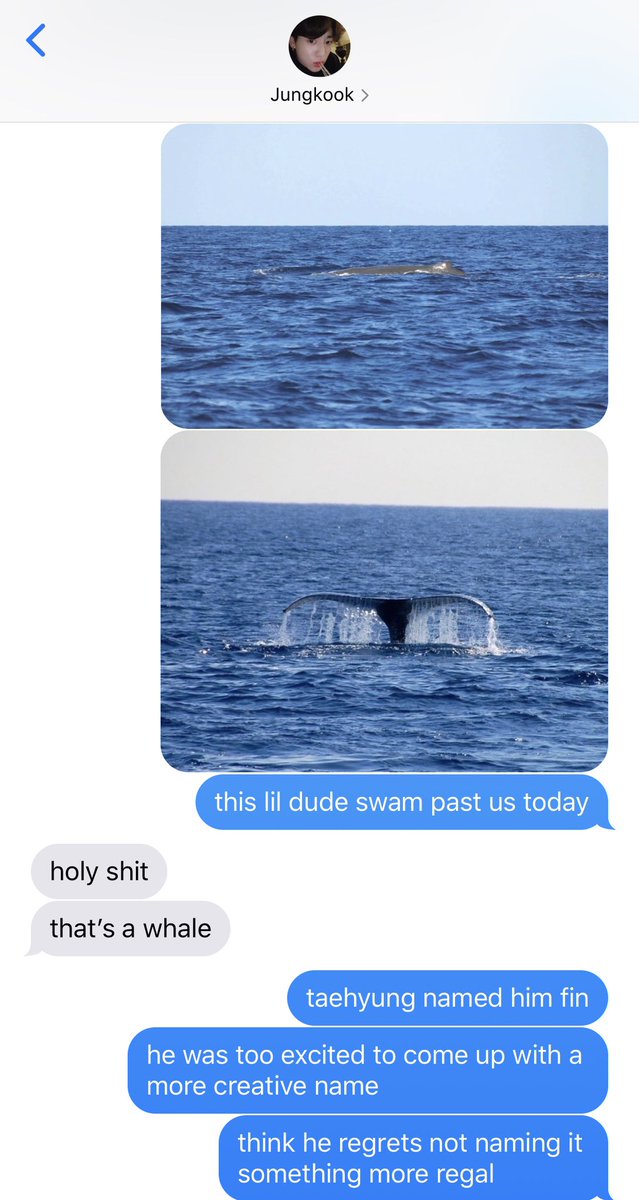 Jungkook
this lil dude swam past us today
holy shit
that’s a whale
taehyung named him fin
he was too excited to come up with a
more creative name
think he regrets not naming it
something more regal